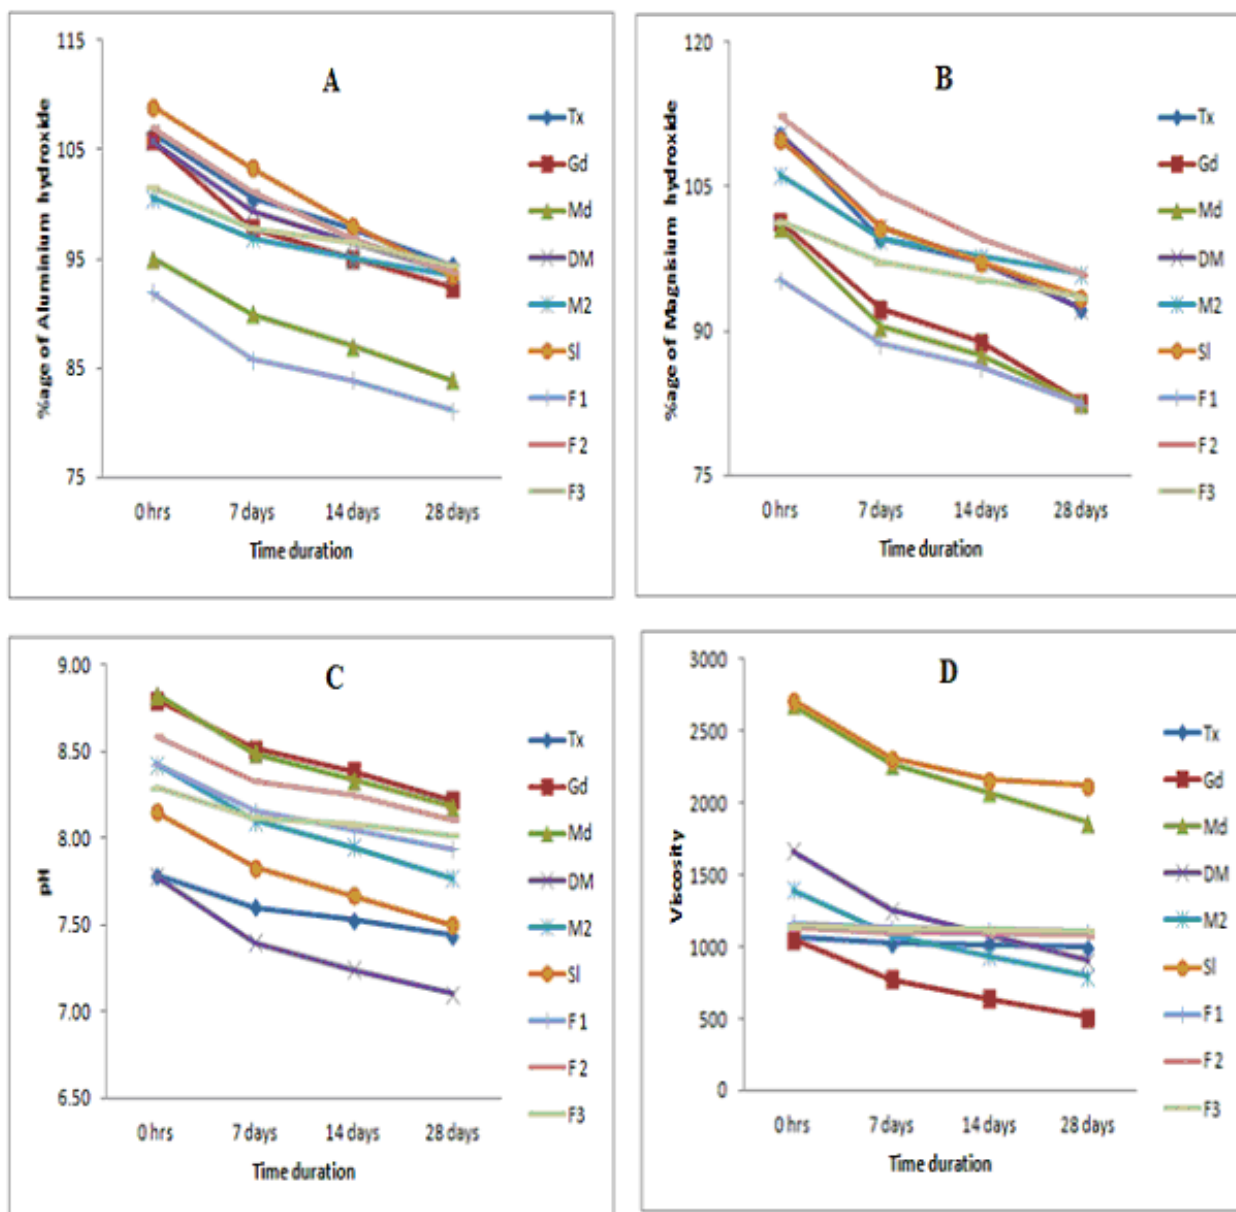 A
%age of Aluminium hydroxide
115
105
95
85
75
0 hrs 7 days 14 days 28 days
Time duration
Tx
Gd
Md
DM
M2
Sl
F1
F2
F3
B
%age of Magnisium hydroxide
120
105
90
75
0 hrs 7 days 14 days 28 days
Time duration
Tx
Gd
Md
DM
M2
Sl
F1
F2
F3
C
pH
9.00
8.50
8.00
7.50
7.00
6.50
0 hrs 7 days 14 days 28 days
Time duration
Tx
Gd
Md
DM
M2
Sl
F1
F2
F3
D
Viscosity
3000
2500
2000
1500
1000
500
0
0 hrs 7 days 14 days 28 days
Time duration
Tx
Gd
Md
DM
M2
Sl
F1
F2
F3